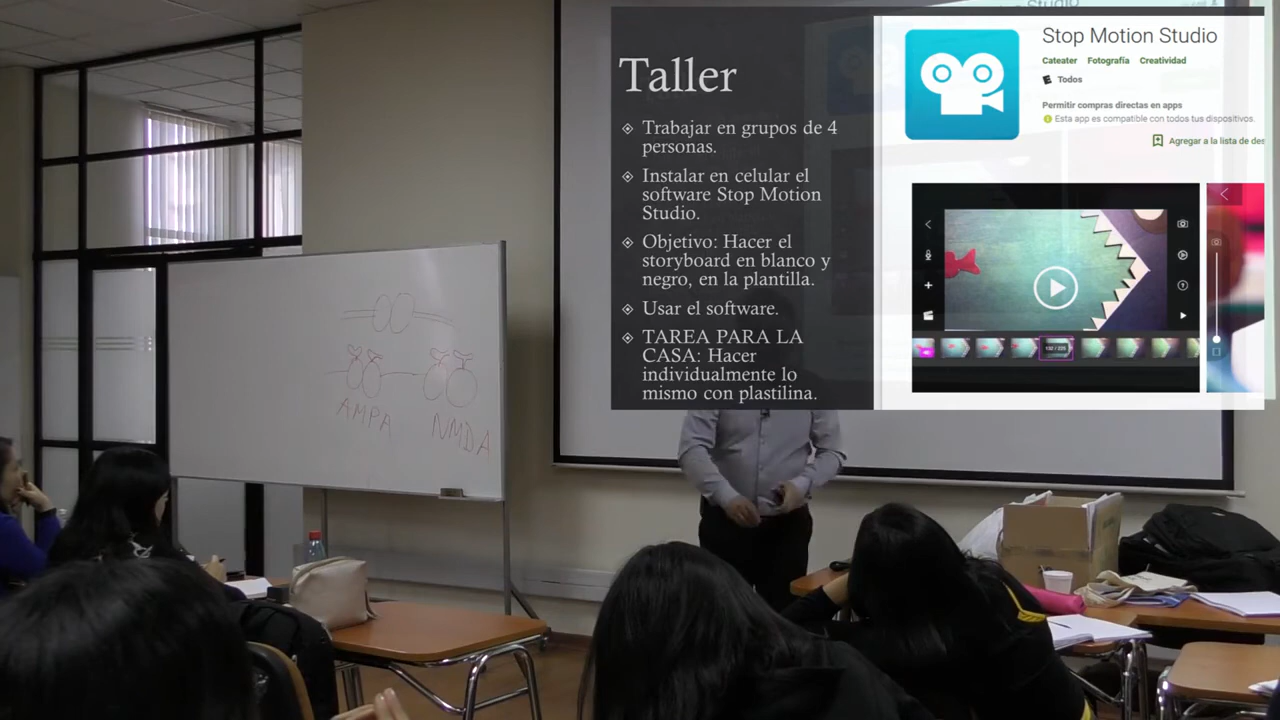 Taller
Trabajar en grupos de 4
personas.
Instalar en celular el
software Stop Motion
Studio.
Objetivo: Hacer el
storyboard en blanco y
negro, en la plantilla.
Usar el software.
TAREA PARA LA
CASA: Hacer
individualmente lo
mismo con plastilina.
Stop Motion Studio
Cateater Fotografía Creatividad
Todos
Permitir compras directas en apps
Esta app es compatible con todos tus dispositivos.
Agregar a la lista de des
AMPA
NMDA